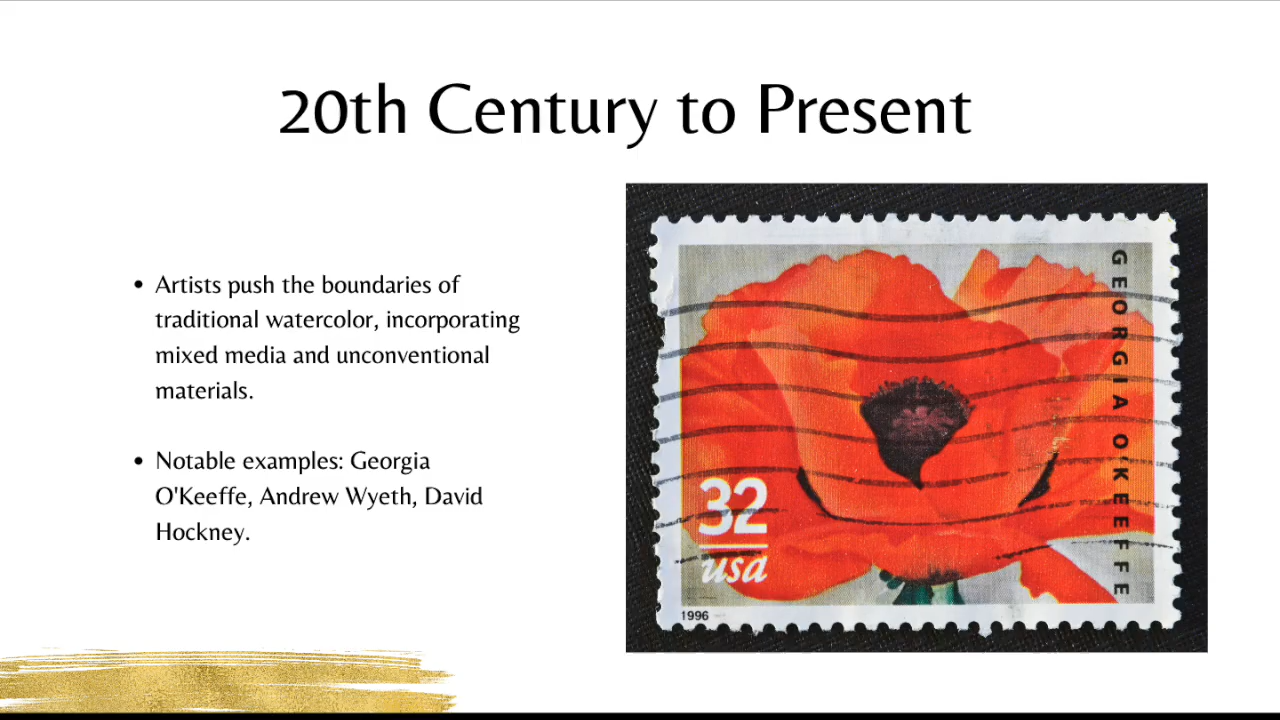 20th Century to Present
• Artists push the boundaries of
traditional watercolor, incorporating
mixed media and unconventional
materials.
• Notable examples: Georgia
O'Keeffe, Andrew Wyeth, David
Hockney.
GEORGIA O'KEEFFE
32
usa
1996